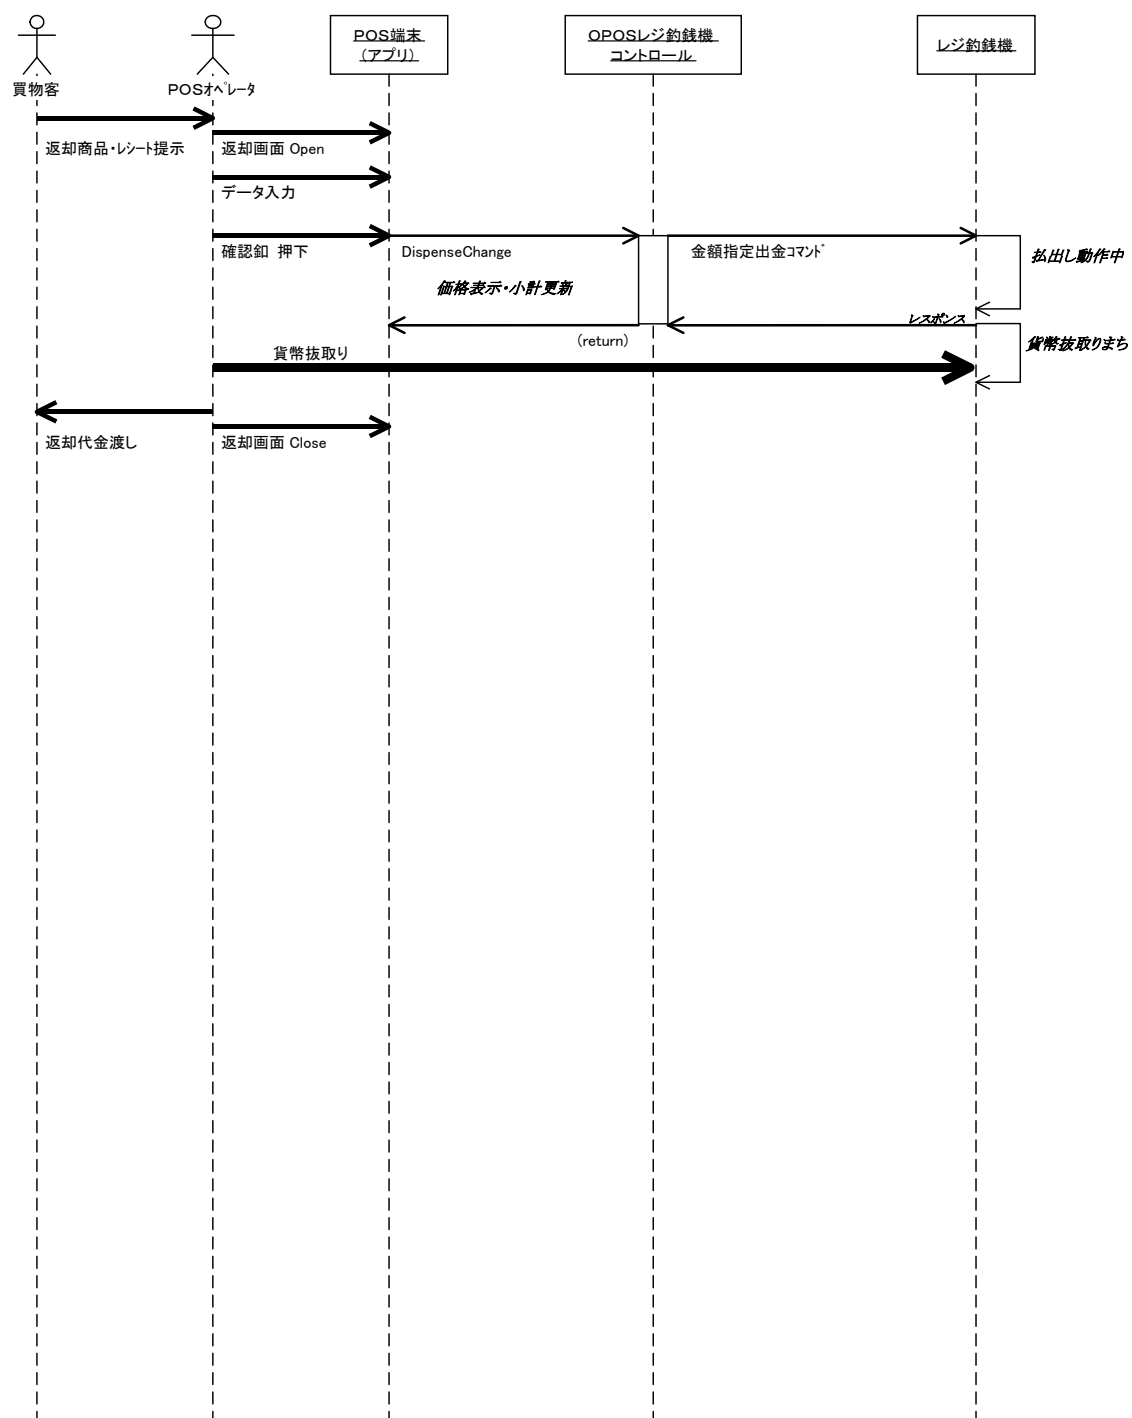 POS端末
(アプリ)
OPOSレジ釣銭機
コントロール
レジ釣銭機
買物客
POSｵﾍﾟﾚｰﾀ
返却商品・ﾚｼｰﾄ提示
返却画面 Open
データ入力
確認釦 押下
DispenseChange
金額指定出金ｺﾏﾝﾄﾞ
払出し動作中
価格表示・小計更新
レスポンス
(return)
貨幣抜取りまち
貨幣抜取り
返却代金渡し
返却画面 Close